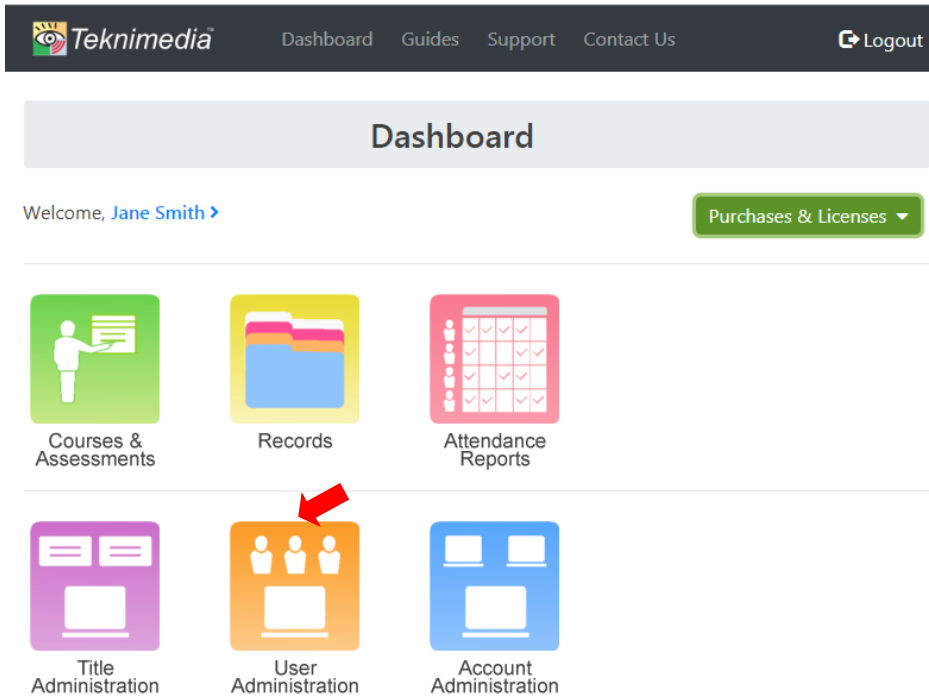 Teknimedia™ Dashboard Guides Support Contact Us Logout
Dashboard
Welcome, Jane Smith
Purchases & Licenses
Courses &
Assessments
Records
Attendance
Reports
Title
Administration
User
Administration
Account
Administration